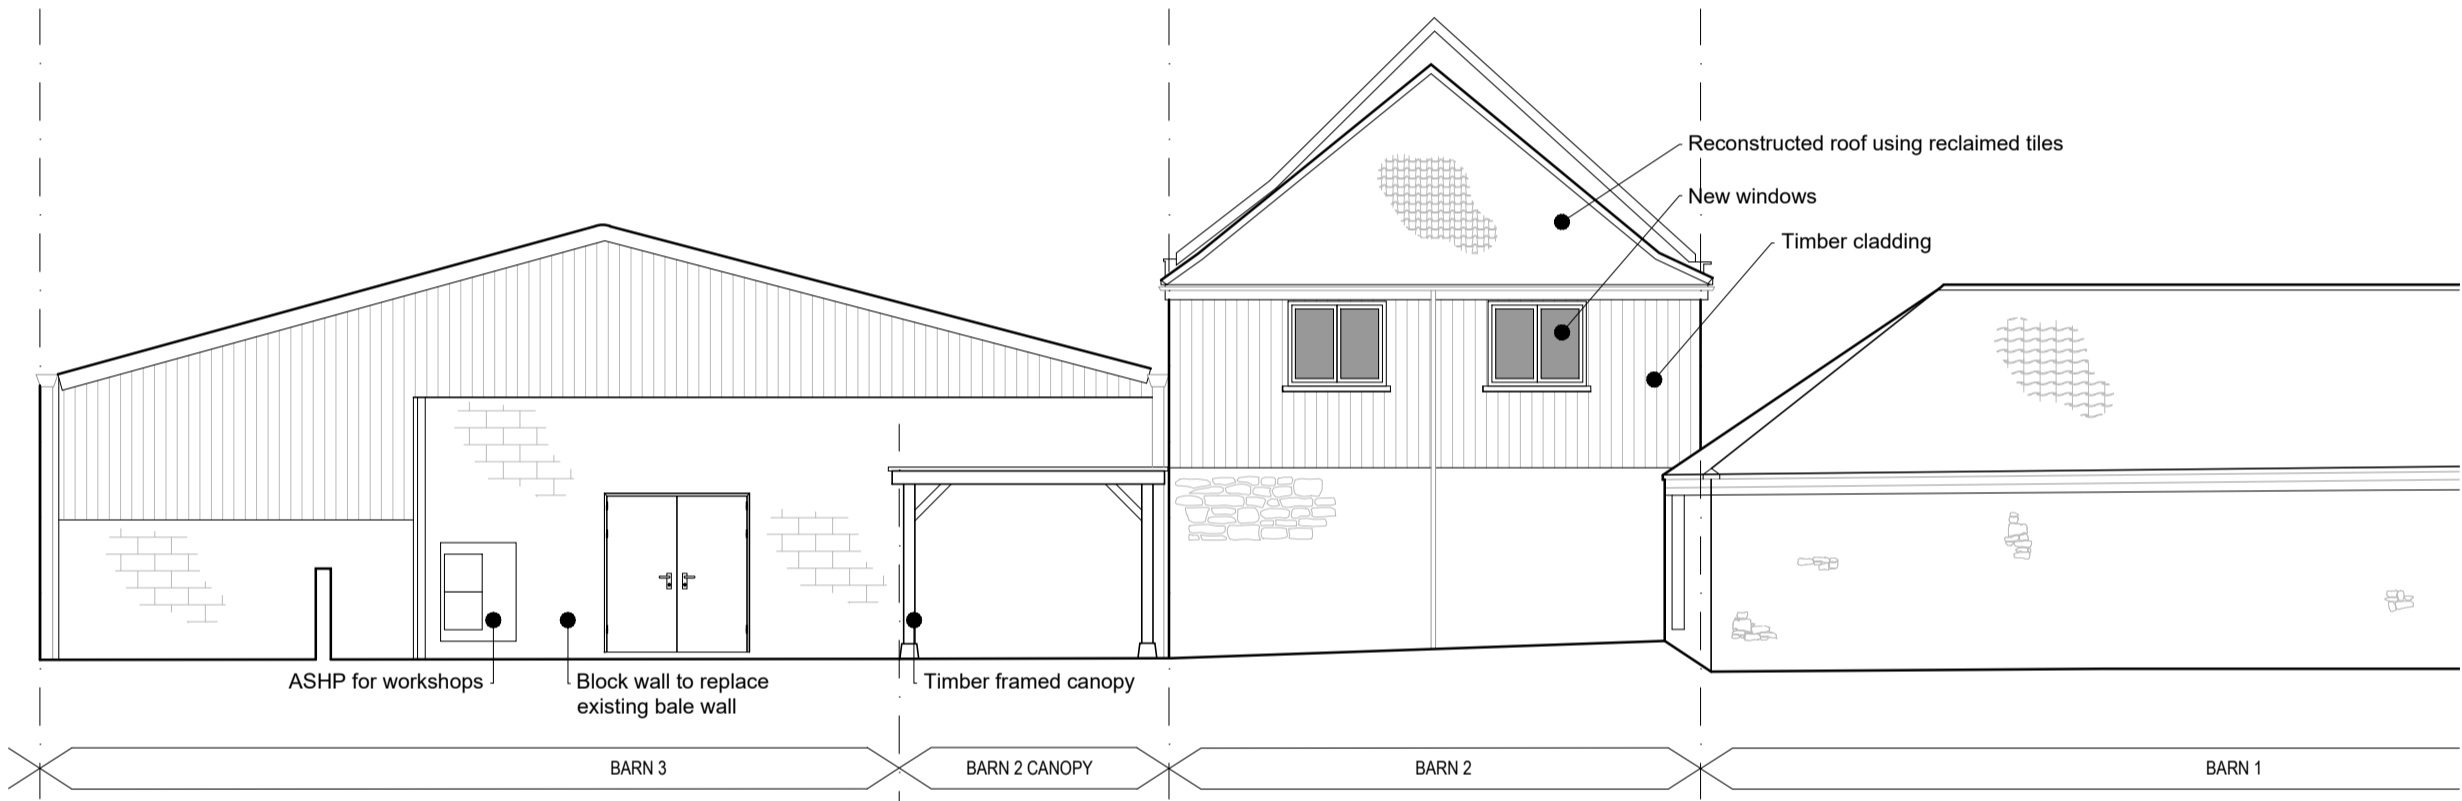 Reconstructed roof using reclaimed tiles
New windows
Timber cladding
ASHP for workshops
Block wall to replace
existing bale wall
Timber framed canopy
BARN 3
BARN 2 CANOPY
BARN 2
BARN 1